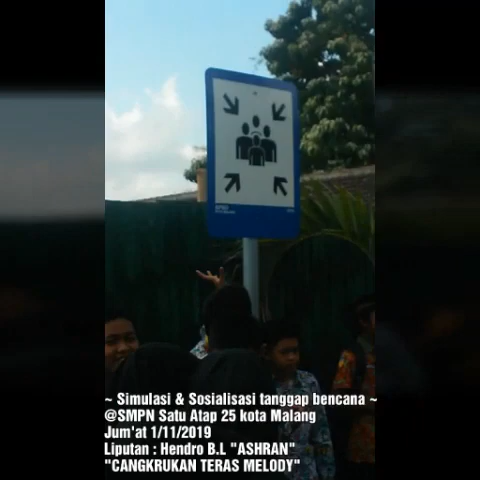 ~ Simulasi & Sosialisasi tanggap bencana ~
@SMPN Satu Atap 25 kota Malang
Jum'at 1/11/2019
Liputan : Hendro B.L "ASHRAN"
"CANGKRUKAN TERAS MELODY"